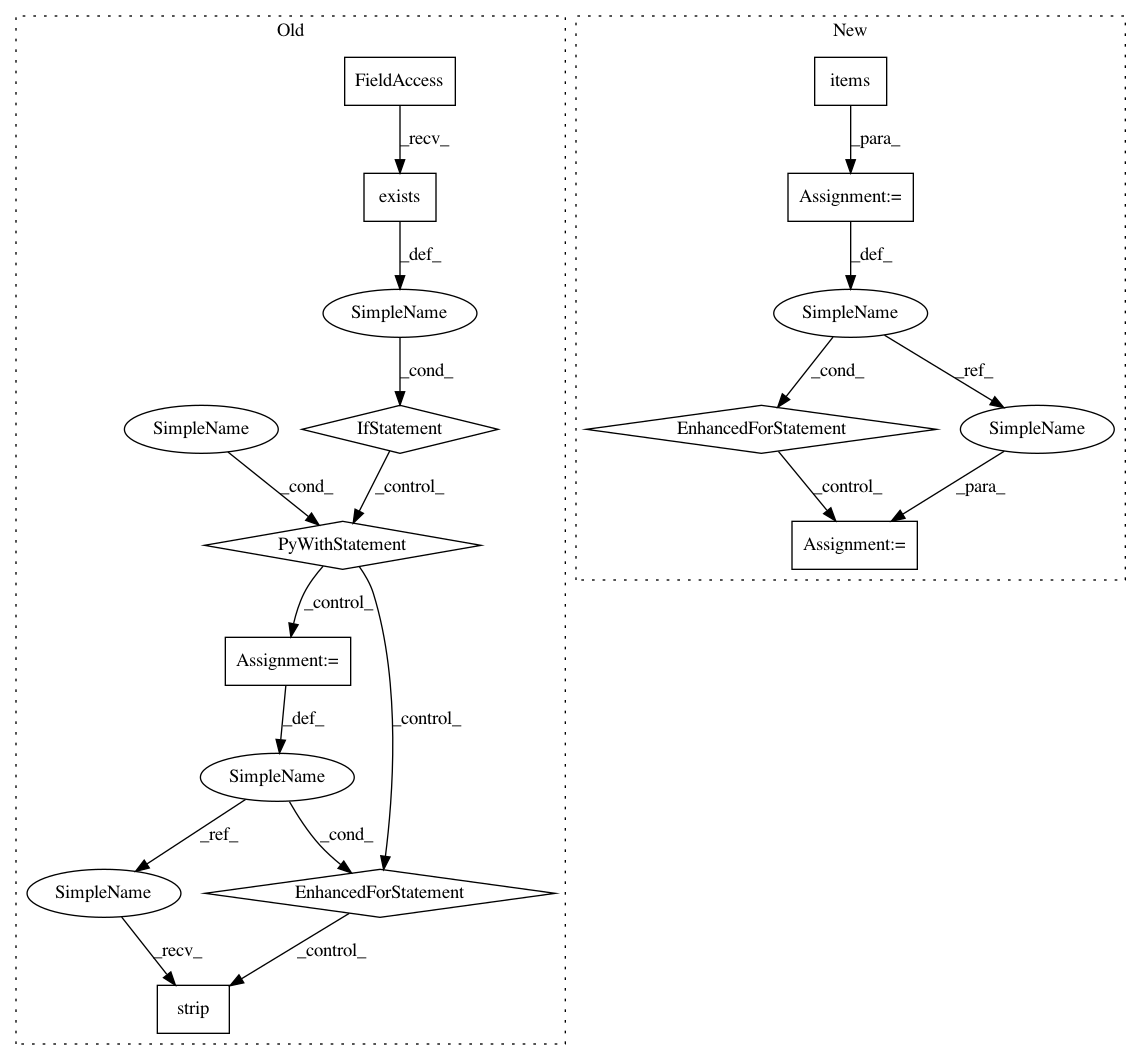 Old
New
FieldAccess
items
_recv_
_para_
exists
Assignment:=
_def_
_def_
SimpleName
SimpleName
_cond_
_cond_
_ref_
SimpleName
IfStatement
EnhancedForStatement
SimpleName
_cond_
_control_
_control_
_para_
PyWithStatement
Assignment:=
_control_
Assignment:=
_def_
_control_
SimpleName
_ref_
_cond_
SimpleName
EnhancedForStatement
_recv_
_control_
strip